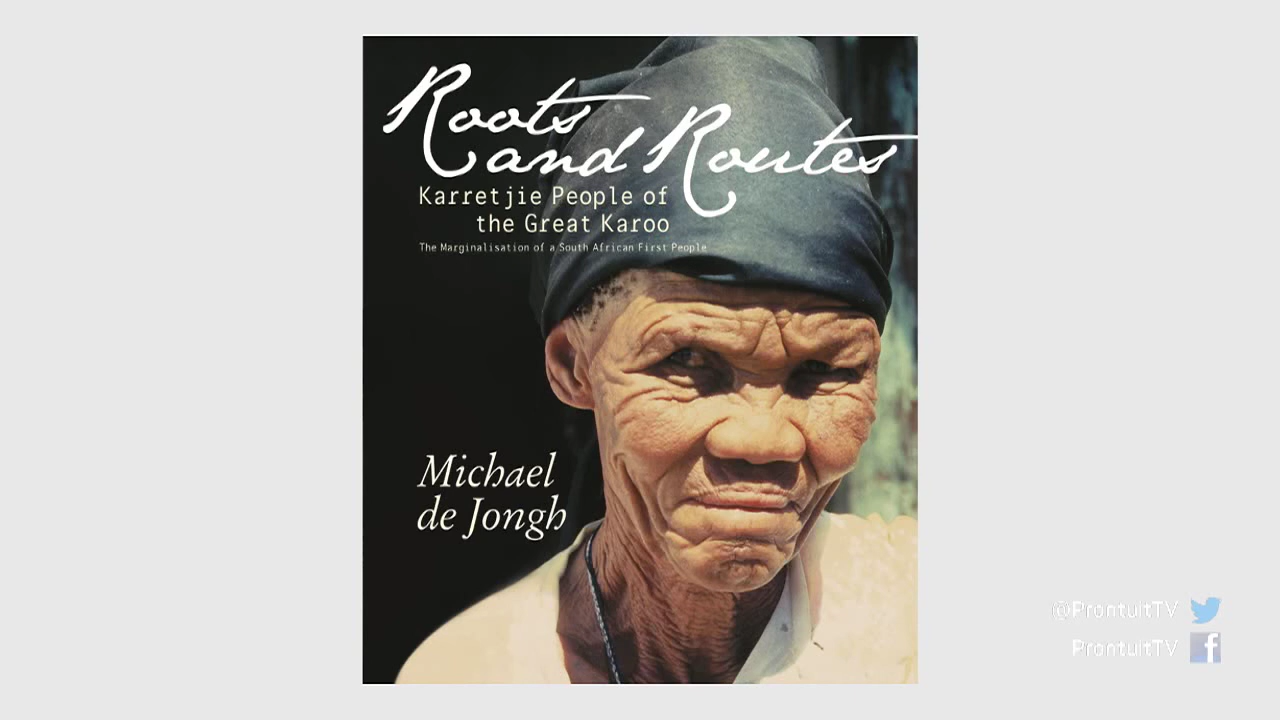 Roots
and Routes
Karretjie People of
the Great Karoo
The Marginalisation of a South African First People
Michael
de Jongh
@ProntuitTV
ProntuitTV